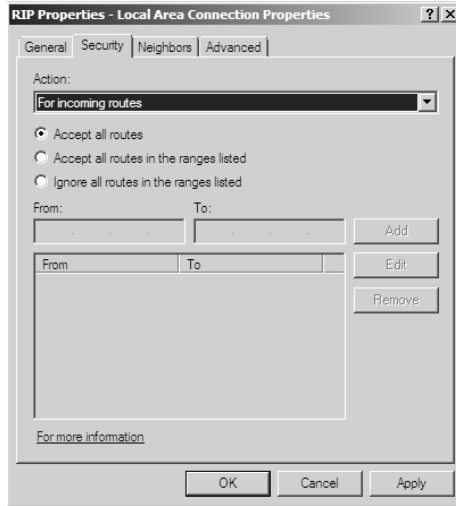 RIP Properties - Local Area Connection Properties
General Security Neighbors Advanced
Action:
For incoming routes
Accept all routes
Accept all routes in the ranges listed
Ignore all routes in the ranges listed
From: To:
Add
From To Edit
Remove
For more information
OK Cancel Apply